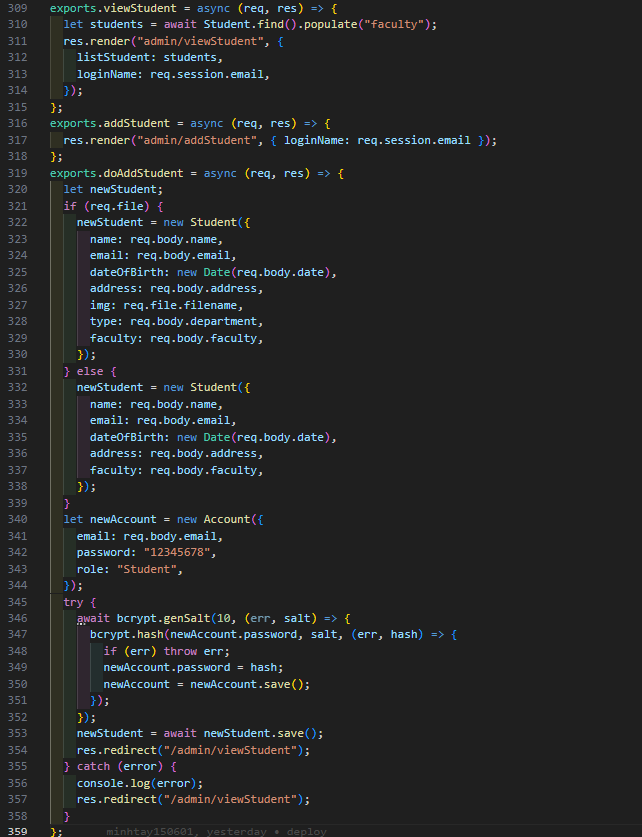 309 exports.viewStudent = async (req, res) => {
310 let students = await Student.find().populate("faculty");
311 res.render("admin/viewStudent", {
312 listStudent: students,
313 loginName: req.session.email,
314 });
315 };
316 exports.addStudent = async (req, res) => {
317 res.render("admin/addStudent", { loginName: req.session.email });
318 };
319 exports.doAddStudent = async (req, res) => {
320 let newStudent;
321 if (req.file) {
322 newStudent = new Student({
323 name: req.body.name,
324 email: req.body.email,
325 dateOfBirth: new Date(req.body.date),
326 address: req.body.address,
327 img: req.file.filename,
328 type: req.body.department,
329 faculty: req.body.faculty,
330 });
331 } else {
332 newStudent = new Student({
333 name: req.body.name,
334 email: req.body.email,
335 dateOfBirth: new Date(req.body.date),
336 address: req.body.address,
337 faculty: req.body.faculty,
338 });
339 }
340 let newAccount = new Account({
341 email: req.body.email,
342 password: "12345678",
343 role: "Student",
344 });
345 try {
346 await bcrypt.genSalt(10, (err, salt) => {
347 bcrypt.hash(newAccount.password, salt, (err, hash) => {
348 if (err) throw err;
349 newAccount.password = hash;
350 newAccount = newAccount.save();
351 });
352 });
353 newStudent = await newStudent.save();
354 res.redirect("/admin/viewStudent");
355 } catch (error) {
356 console.log(error);
357 res.redirect("/admin/viewStudent");
358 }
359 }; minhtay150601, yesterday • deploy